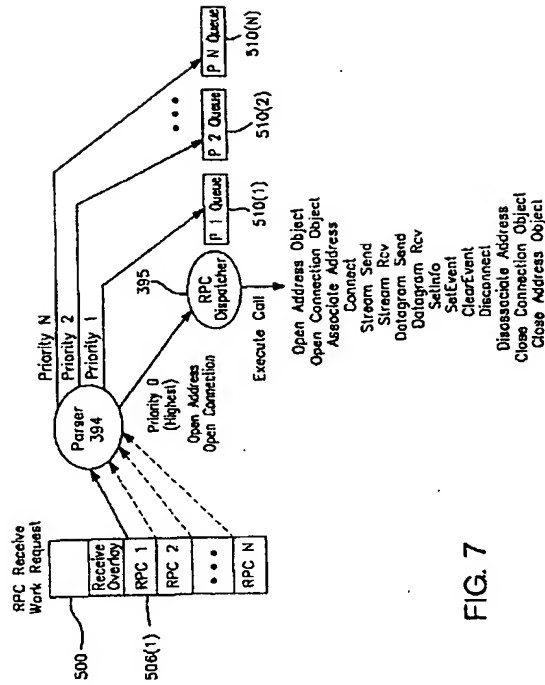 RPC Receive
Work Request
500
Receive
Overlay
RPC 1
RPC 2
•••
RPC N
506(1)
Parser
394
Priority N
Priority 2
Priority 1
Priority 0
(Highest)
Open Address
Open Connection
395
RPC
Dispatcher
P 1 Queue
510(1)
P 2 Queue
510(2)
•••
P N Queue
510(N)
Execute Call
Open Address Object
Open Connection Object
Associate Address
Connect
Stream Send
Stream Rcv
Datagram Send
Datagram Rcv
SetInfo
SetEvent
ClearEvent
Disconnect
Disassociate Address
Close Connection Object
Close Address Object
FIG. 7